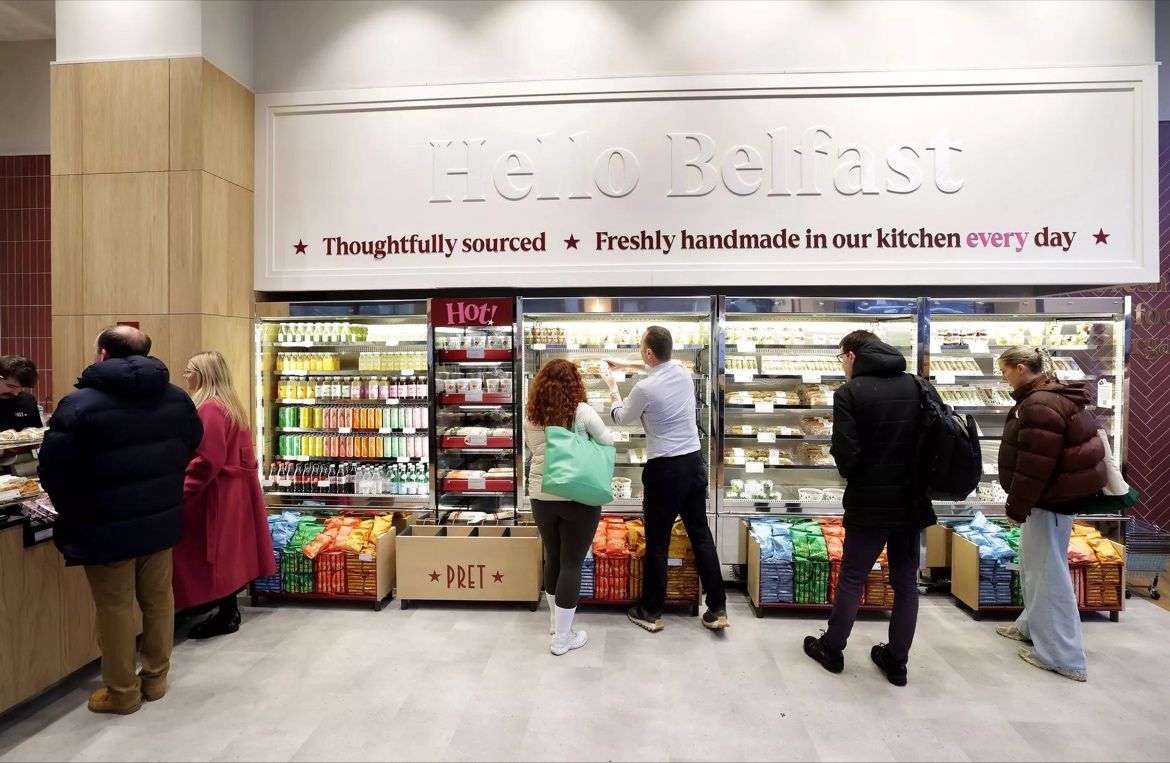 Hello Belfast
★ Thoughtfully sourced ★ Freshly handmade in our kitchen every day ★
Hot!
★ PRET ★